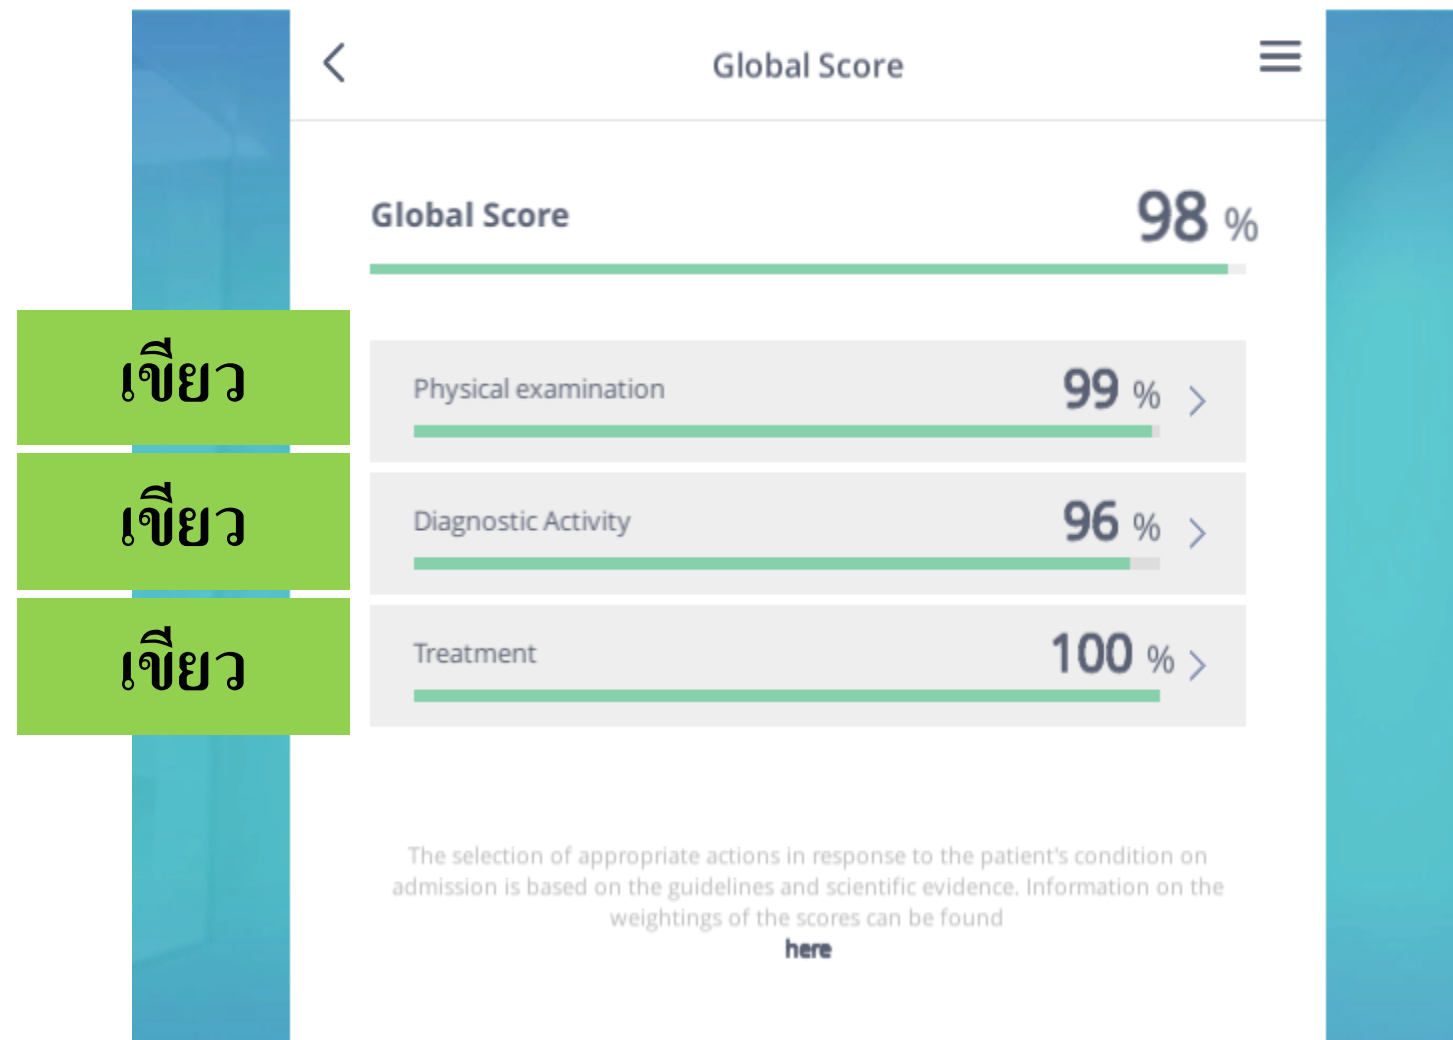 Global Score
Global Score 98 %
เขียว
Physical examination 99 %
เขียว
Diagnostic Activity 96 %
เขียว
Treatment 100 %
The selection of appropriate actions in response to the patient's condition on
admission is based on the guidelines and scientific evidence. Information on the
weightings of the scores can be found
here